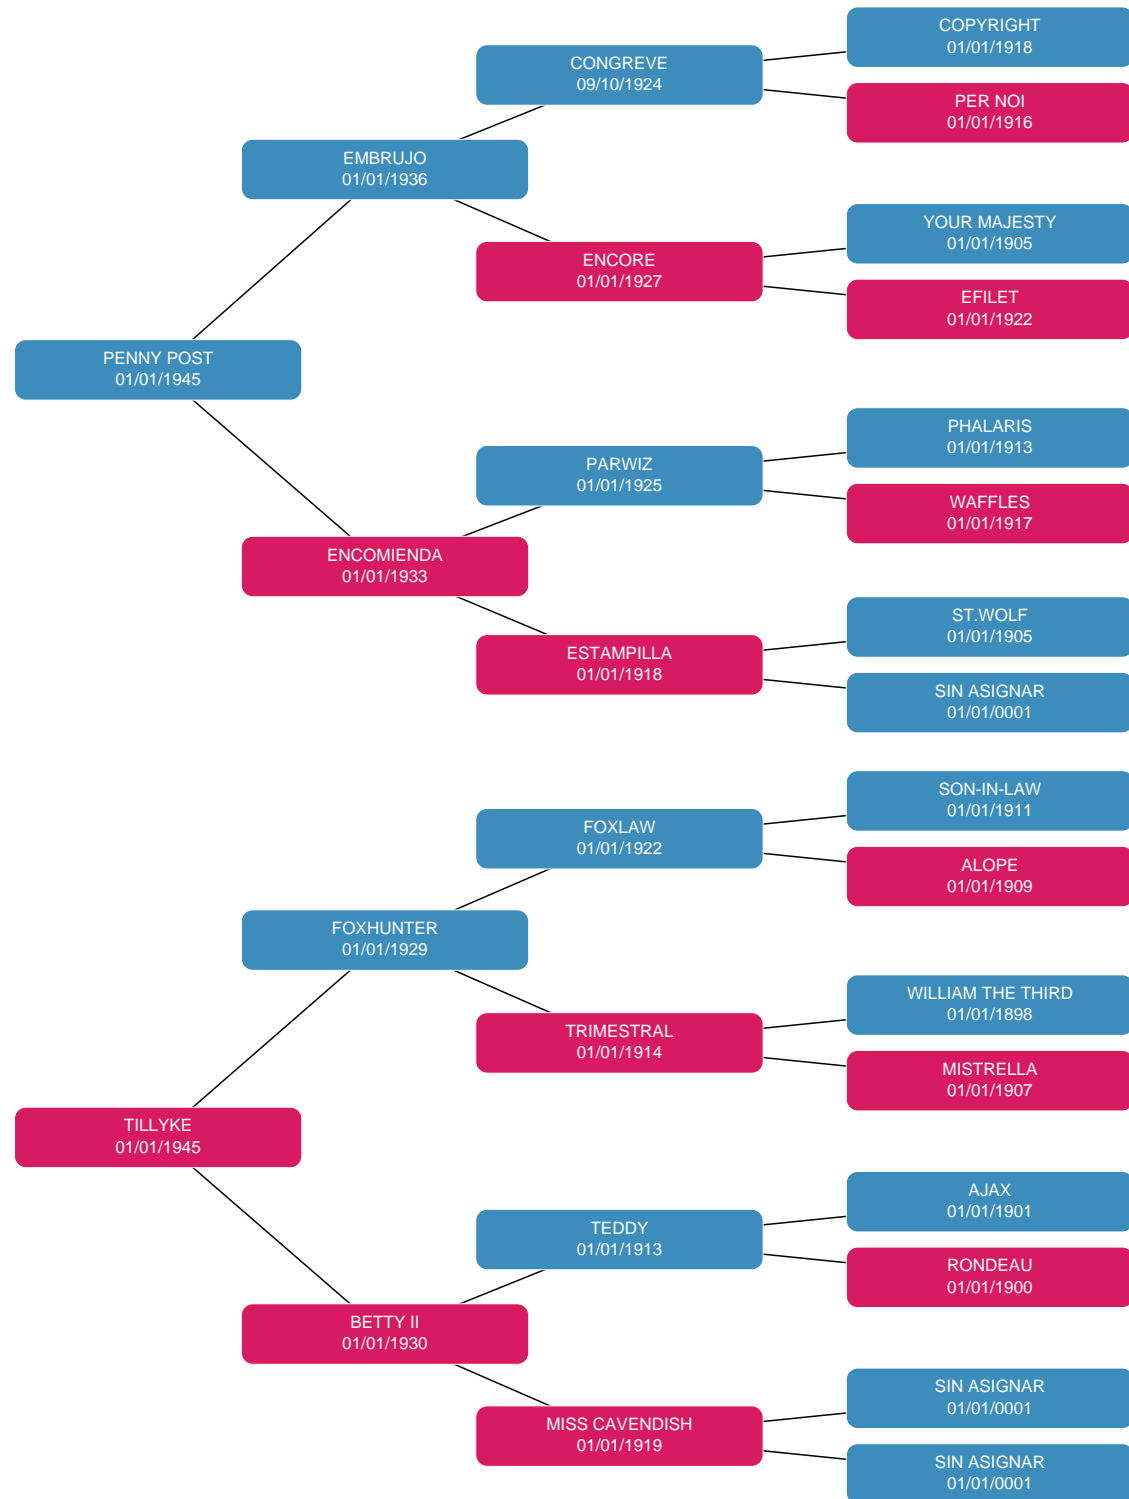 COPYRIGHT
01/01/1918
CONGREVE
09/10/1924
PER NOI
01/01/1916
EMBRUJO
01/01/1936
YOUR MAJESTY
01/01/1905
ENCORE
01/01/1927
EFILET
01/01/1922
PENNY POST
01/01/1945
PHALARIS
01/01/1913
PARWIZ
01/01/1925
WAFFLES
01/01/1917
ENCOMIENDA
01/01/1933
ST.WOLF
01/01/1905
ESTAMPILLA
01/01/1918
SIN ASIGNAR
01/01/0001
SON-IN-LAW
01/01/1911
FOXLAW
01/01/1922
ALOPE
01/01/1909
FOXHUNTER
01/01/1929
WILLIAM THE THIRD
01/01/1898
TRIMESTRAL
01/01/1914
MISTRELLA
01/01/1907
TILLYKE
01/01/1945
AJAX
01/01/1901
TEDDY
01/01/1913
RONDEAU
01/01/1900
BETTY II
01/01/1930
SIN ASIGNAR
01/01/0001
MISS CAVENDISH
01/01/1919
SIN ASIGNAR
01/01/0001